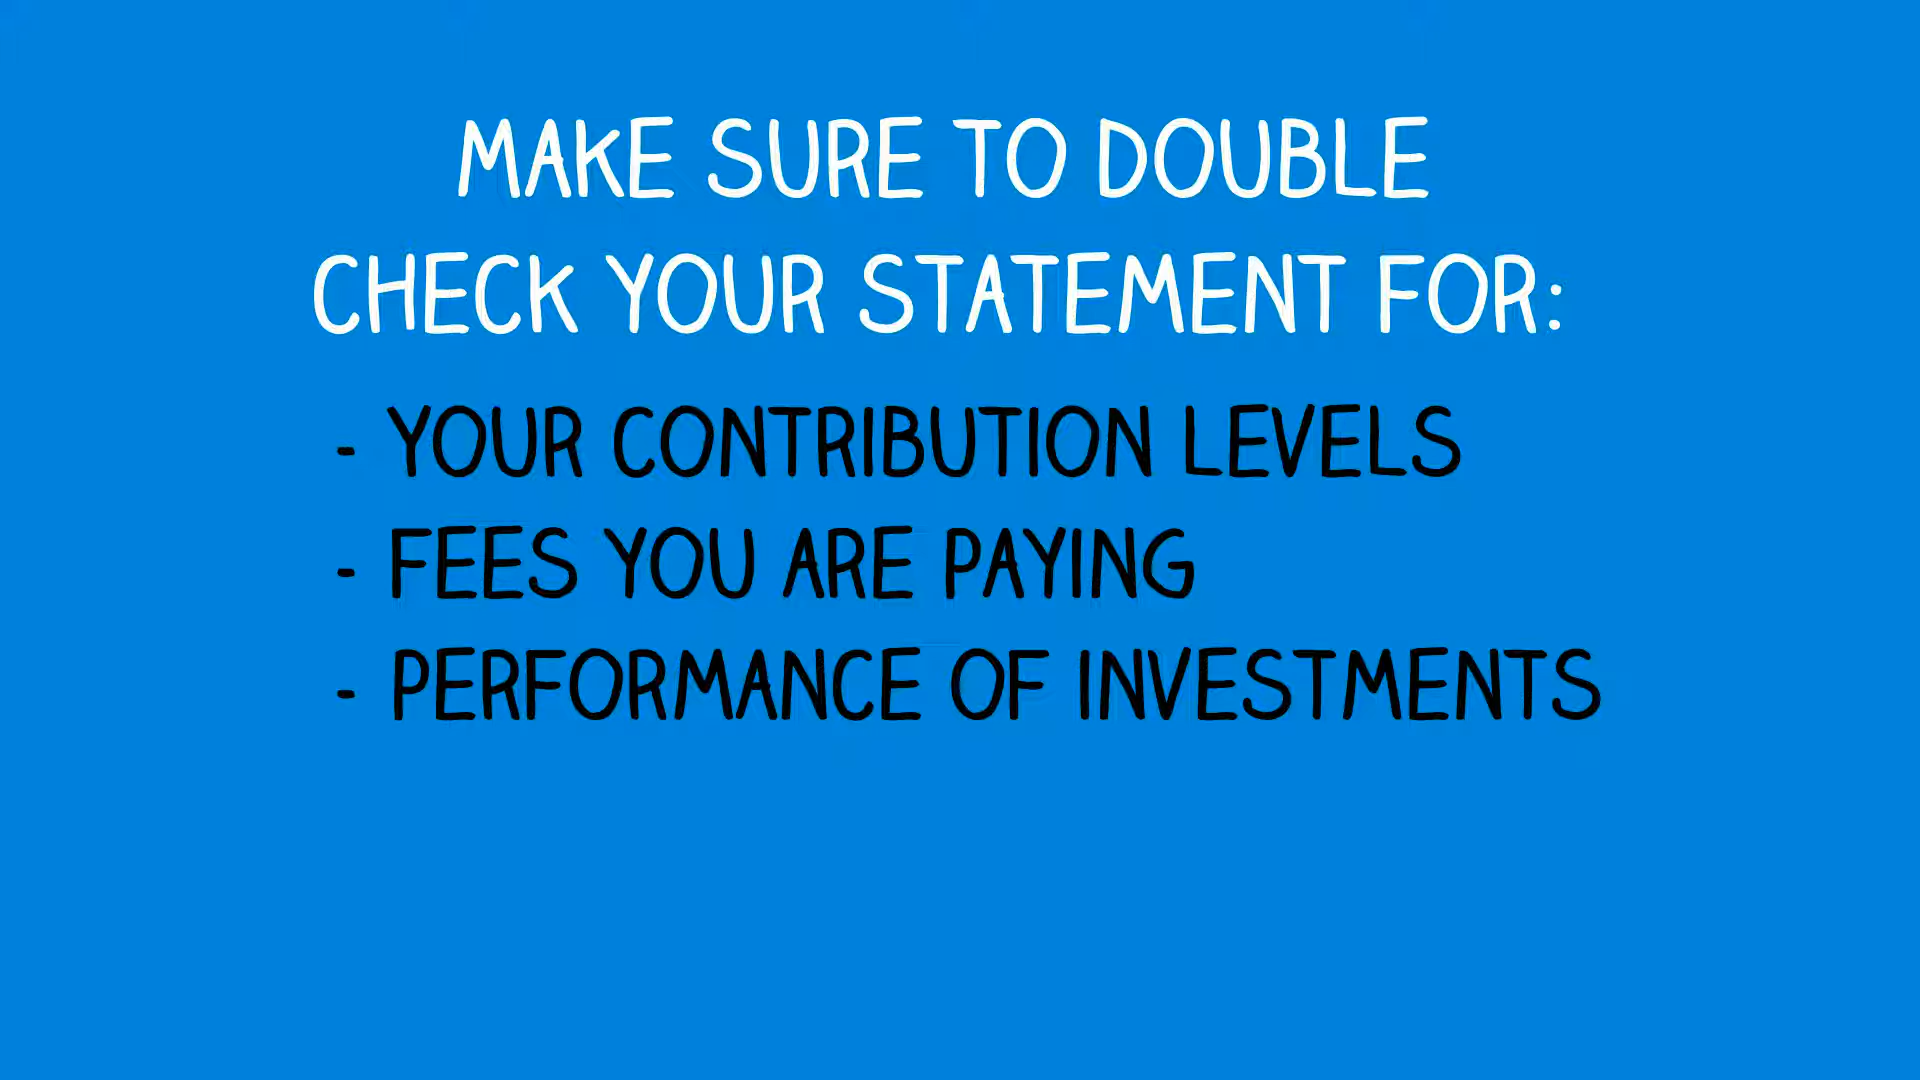 MAKE SURE TO DOUBLE
CHECK YOUR STATEMENT FOR:
- YOUR CONTRIBUTION LEVELS
- FEES YOU ARE PAYING
- PERFORMANCE OF INVESTMENTS